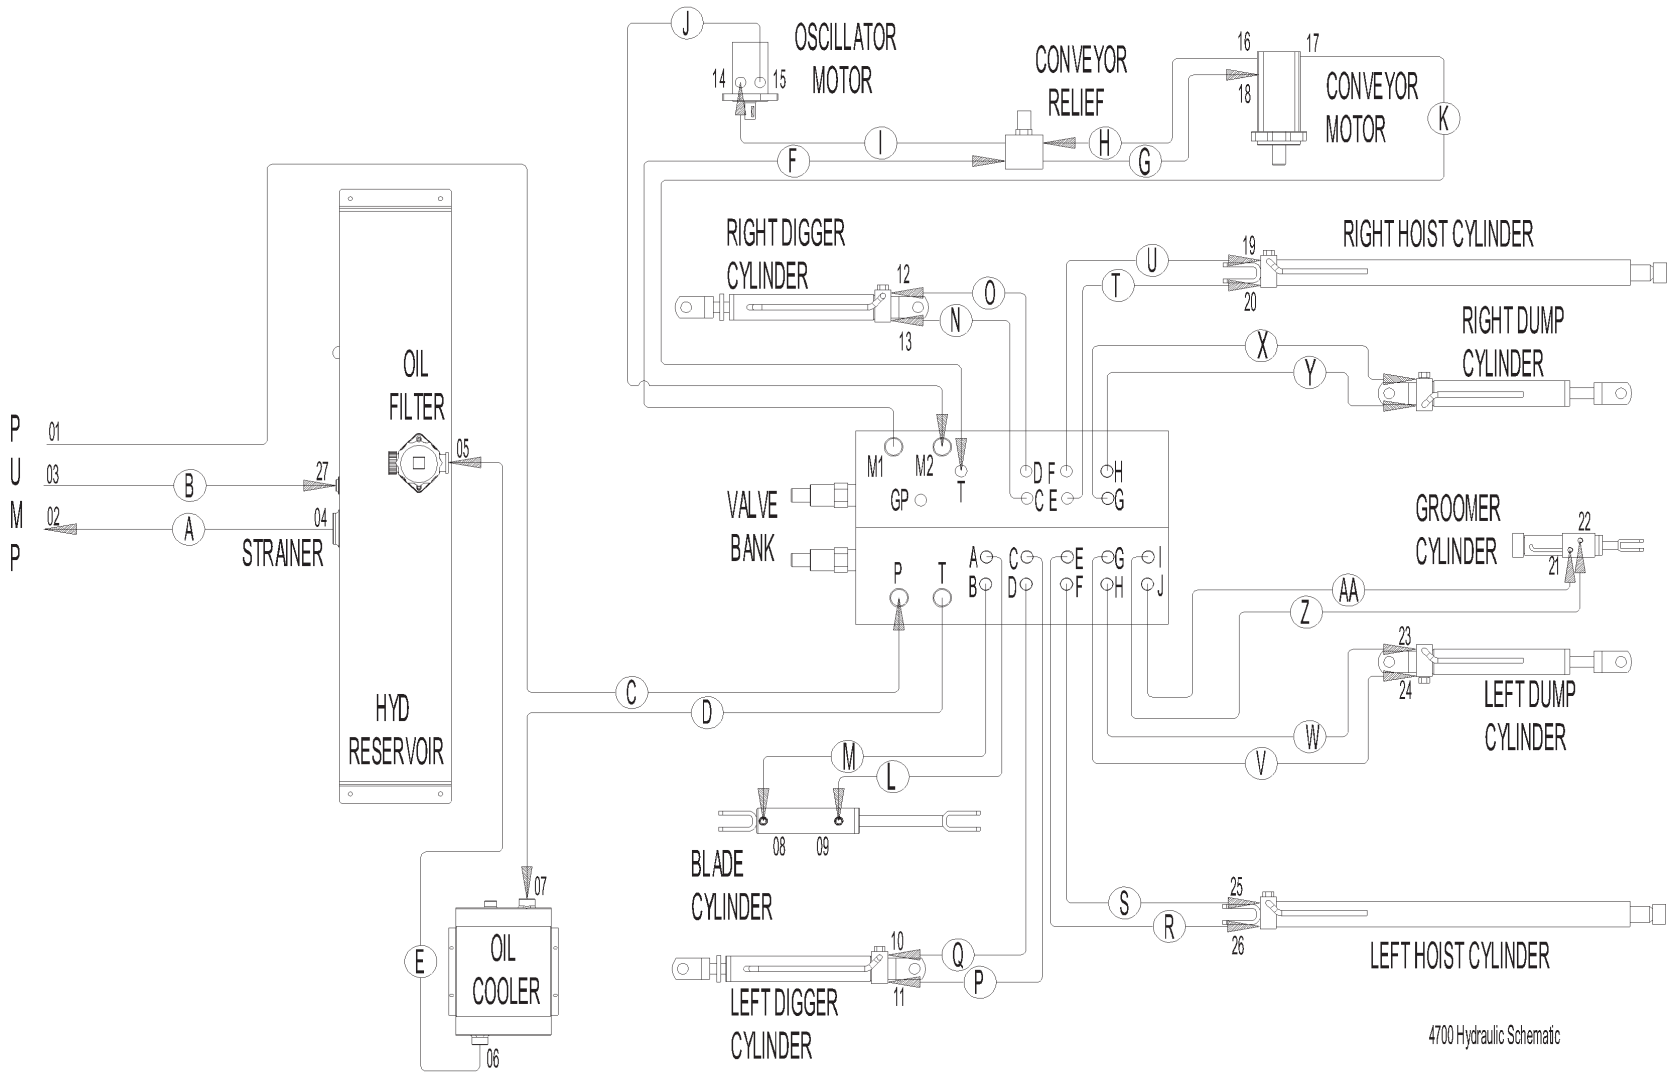 J
OSCILLATOR
MOTOR
14
15
CONVEYOR
RELIEF
16
17
18
CONVEYOR
MOTOR
K
I
H
F
G
RIGHT DIGGER
CYLINDER
12
13
O
N
U
T
19
20
RIGHT HOIST CYLINDER
RIGHT DUMP
CYLINDER
X
Y
OIL
FILTER
05
P
U
M
P
01
03
02
B
A
27
04
STRAINER
HYD
RESERVOIR
VALVE
BANK
M1
M2
T
GP
D F
C E
H
G
P
T
A
B
C
D
E
F
G
H
I
J
GROOMER
CYLINDER
22
21
AA
Z
23
24
LEFT DUMP
CYLINDER
W
V
C
D
M
L
08
09
BLADE
CYLINDER
07
E
OIL
COOLER
06
10
11
Q
P
LEFT DIGGER
CYLINDER
S
R
25
26
LEFT HOIST CYLINDER
4700 Hydraulic Schematic